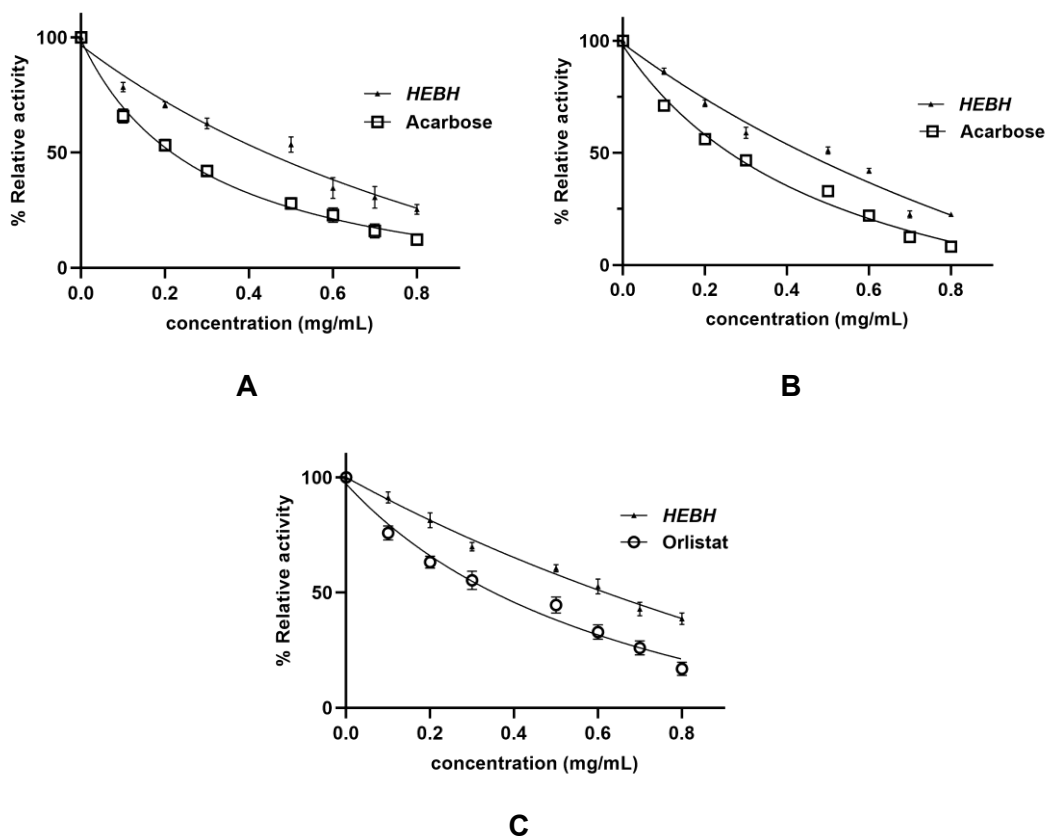 % Relative activity
100
50
0
0.0 0.2 0.4 0.6 0.8
concentration (mg/mL)
HEBH
Acarbose
A
% Relative activity
100
50
0
0.0 0.2 0.4 0.6 0.8
concentration (mg/mL)
HEBH
Acarbose
B
% Relative activity
100
50
0
0.0 0.2 0.4 0.6 0.8
concentration (mg/mL)
HEBH
Orlistat
C